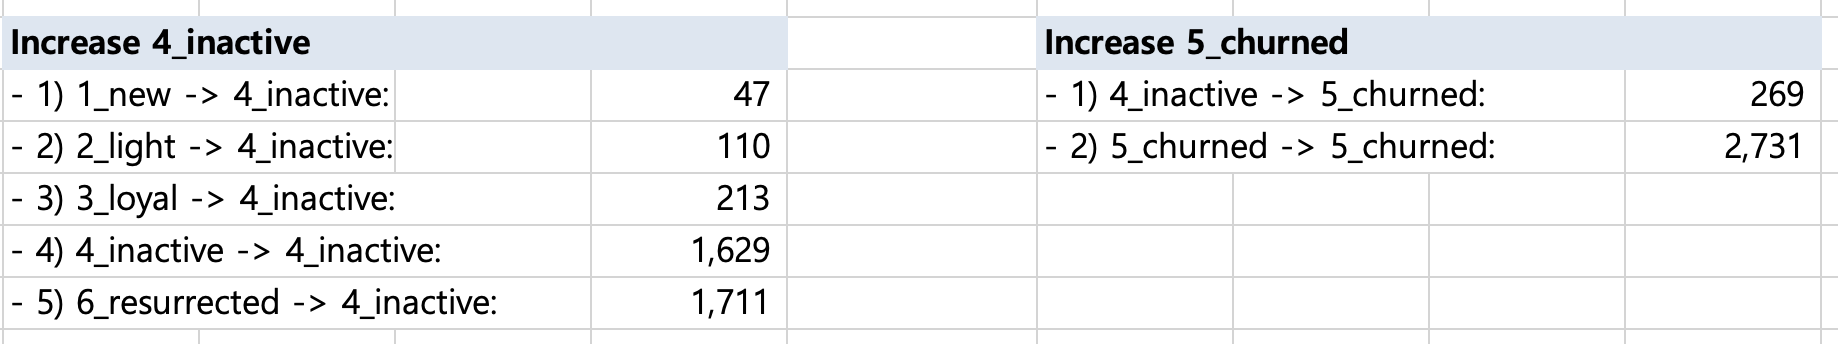 Increase 4_inactive
- 1) 1_new -> 4_inactive: 47
- 2) 2_light -> 4_inactive: 110
- 3) 3_loyal -> 4_inactive: 213
- 4) 4_inactive -> 4_inactive: 1,629
- 5) 6_resurrected -> 4_inactive: 1,711
Increase 5_churned
- 1) 4_inactive -> 5_churned: 269
- 2) 5_churned -> 5_churned: 2,731